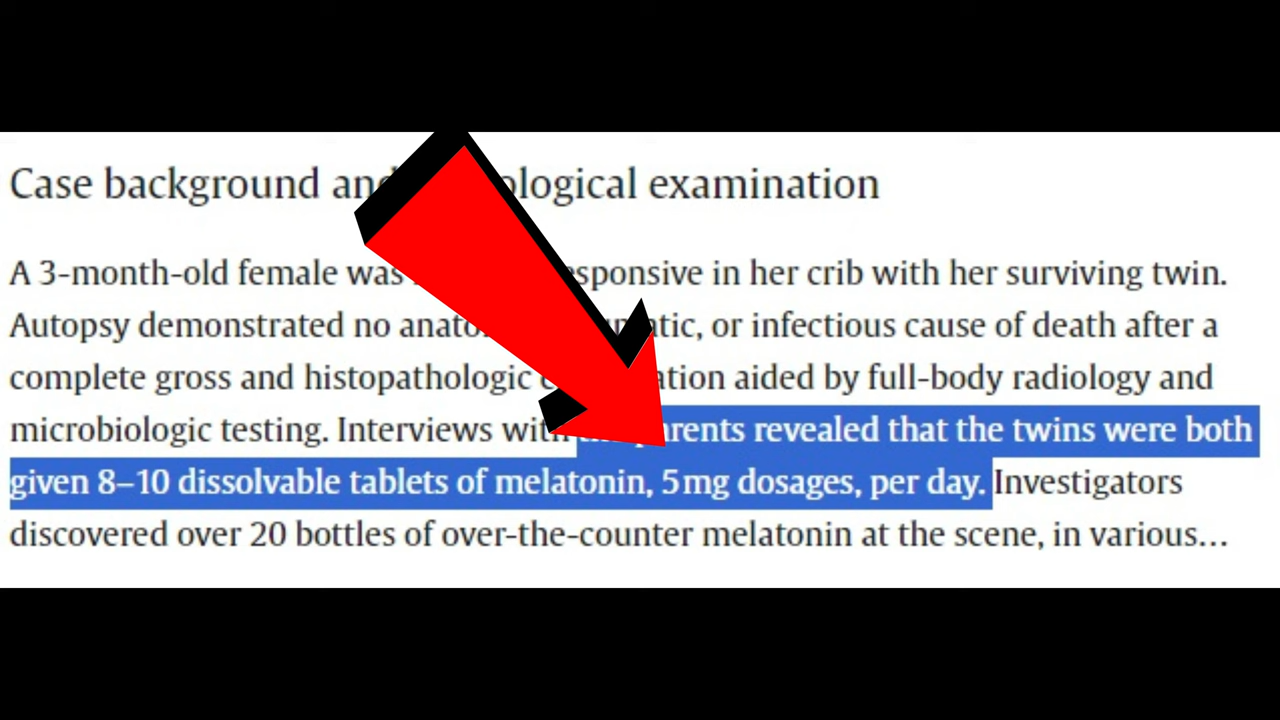 Case background and ological examination
A 3-month-old female was esponsive in her crib with her surviving twin.
Autopsy demonstrated no anato atic, or infectious cause of death after a
complete gross and histopathologic ation aided by full-body radiology and
microbiologic testing. Interviews with parents revealed that the twins were both
given 8–10 dissolvable tablets of melatonin, 5mg dosages, per day. Investigators
discovered over 20 bottles of over-the-counter melatonin at the scene, in various…